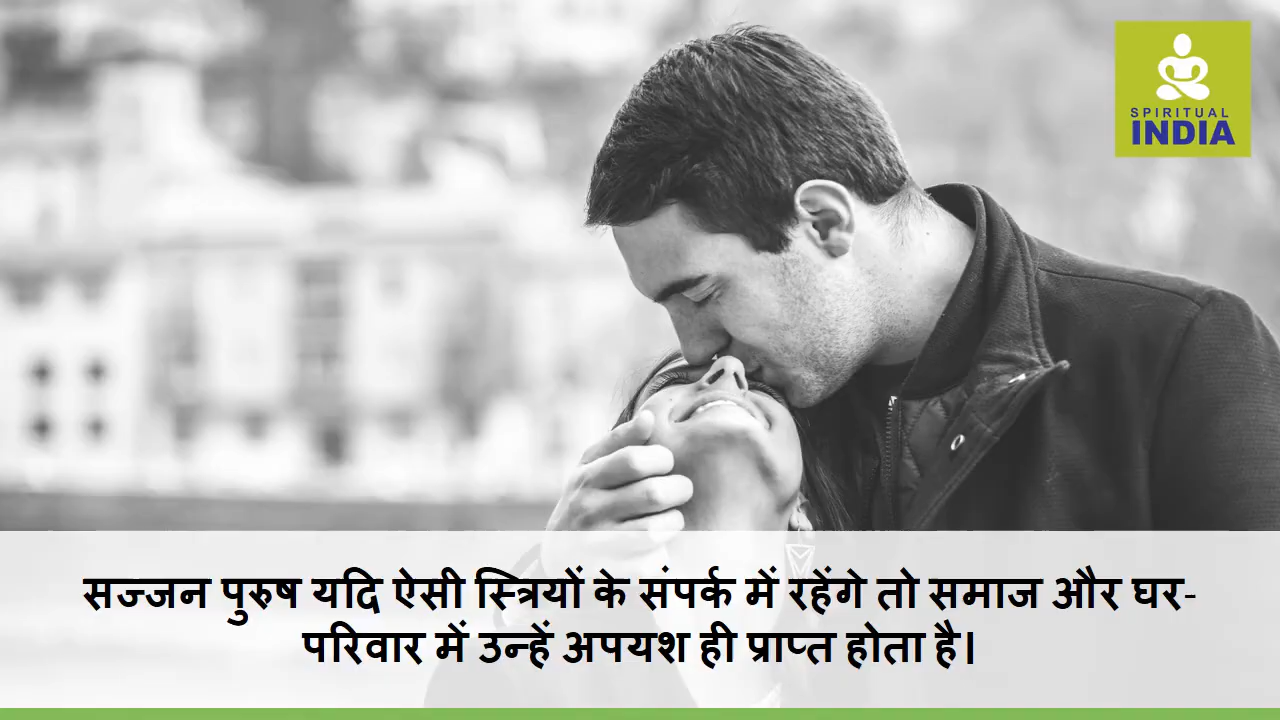 SPIRITUAL
INDIA
सज्जन पुरुष यदि ऐसी स्त्रियों के संपर्क में रहेंगे तो समाज और घर-
परिवार में उन्हें अपयश ही प्राप्त होता है।